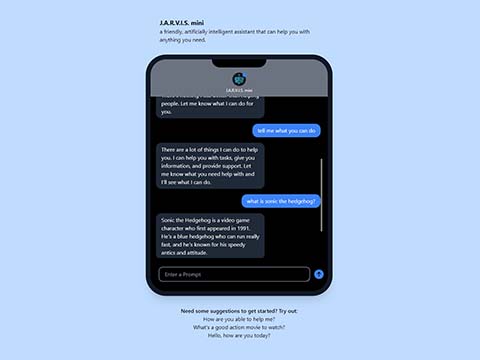 J.A.R.V.I.S. mini
a friendly, artificially intelligent assistant that can help you with
anything you need.
J.A.R.V.I.S. mini
people. Let me know what I can do for
you.
tell me what you can do
There are a lot of things I can do to help
you. I can help you with tasks, give you
information, and provide support. Let
me know what you need help with and
I'll see what I can do.
what is sonic the hedgehog?
Sonic the Hedgehog is a video game
character who first appeared in 1991.
He's a blue hedgehog who can run really
fast, and he's known for his speedy
antics and attitude.
Enter a Prompt
Need some suggestions to get started? Try out:
How are you able to help me?
What's a good action movie to watch?
Hello, how are you today?